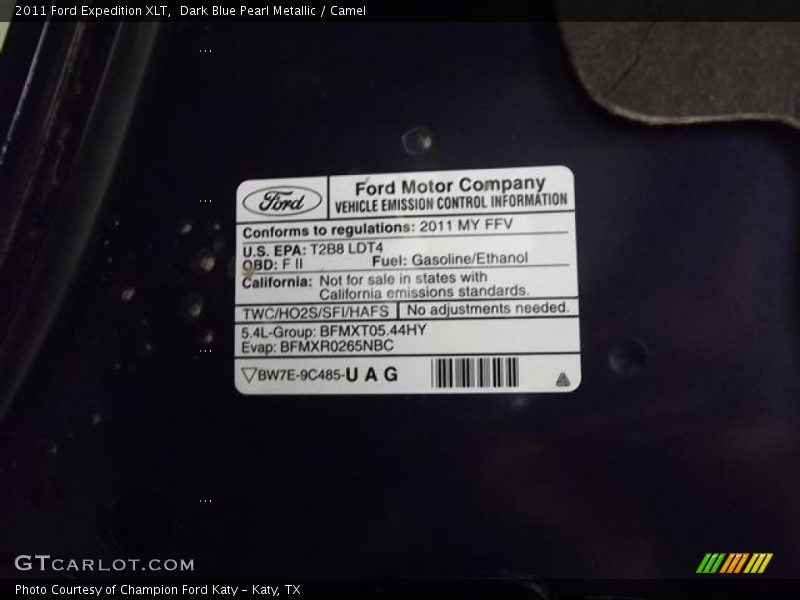 2011 Ford Expedition XLT,  Dark Blue Pearl Metallic / Camel
Ford
Ford Motor Company
VEHICLE EMISSION CONTROL INFORMATION
Conforms to regulations: 2011 MY FFV
U.S. EPA: T2B8 LDT4
OBD: F II Fuel: Gasoline/Ethanol
California: Not for sale in states with
California emissions standards.
TWC/HO2S/SFI/HAFS No adjustments needed.
5.4L-Group: BFMXT05.44HY
Evap: BFMXR0265NBC
BW7E-9C485-U A G
GTCARLOT.COM
Photo Courtesy of Champion Ford Katy – Katy, TX